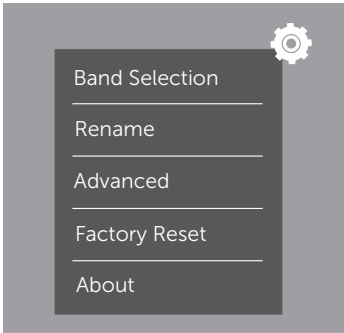 Band Selection
Rename
Advanced
Factory Reset
About